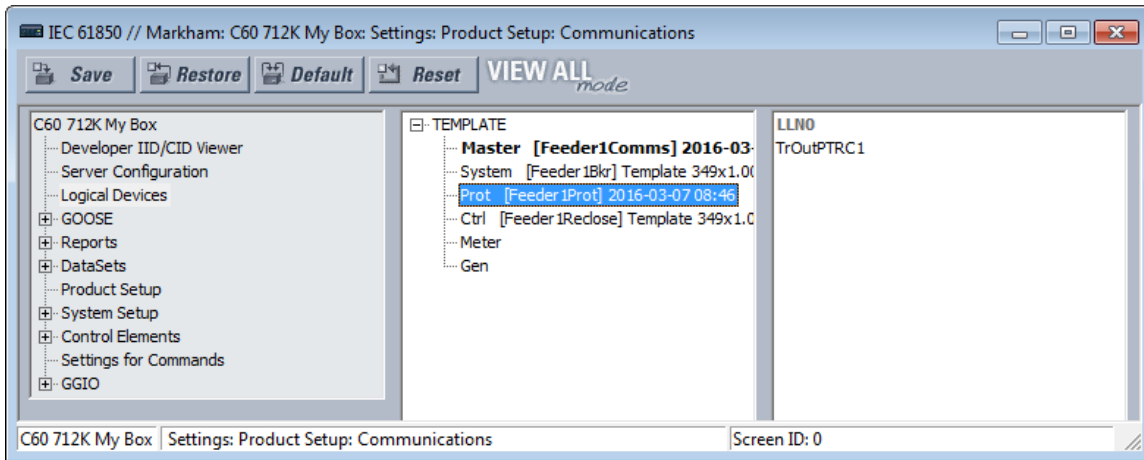 IEC 61850 // Markham: C60 712K My Box: Settings: Product Setup: Communications
Save Restore Default Reset VIEW ALL mode
C60 712K My Box
Developer IID/CID Viewer
Server Configuration
Logical Devices
GOOSE
Reports
DataSets
Product Setup
System Setup
Control Elements
Settings for Commands
GGIO
TEMPLATE
Master [Feeder1Comms] 2016-03-
System [Feeder1Bkr] Template 349x1.00
Prot [Feeder1Prot] 2016-03-07 08:46
Ctrl [Feeder1Reclose] Template 349x1.0
Meter
Gen
LLN0
TrOutPTRC1
C60 712K My Box Settings: Product Setup: Communications Screen ID: 0